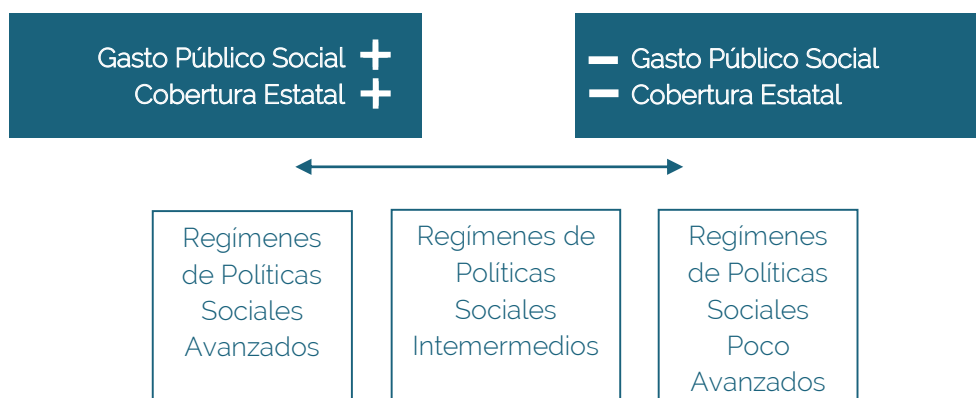 Gasto Público Social +
Cobertura Estatal +
− Gasto Público Social
− Cobertura Estatal
Regímenes
de Políticas
Sociales
Avanzados
Regímenes de
Políticas
Sociales
Intemermedios
Regímenes
de Políticas
Sociales
Poco
Avanzados